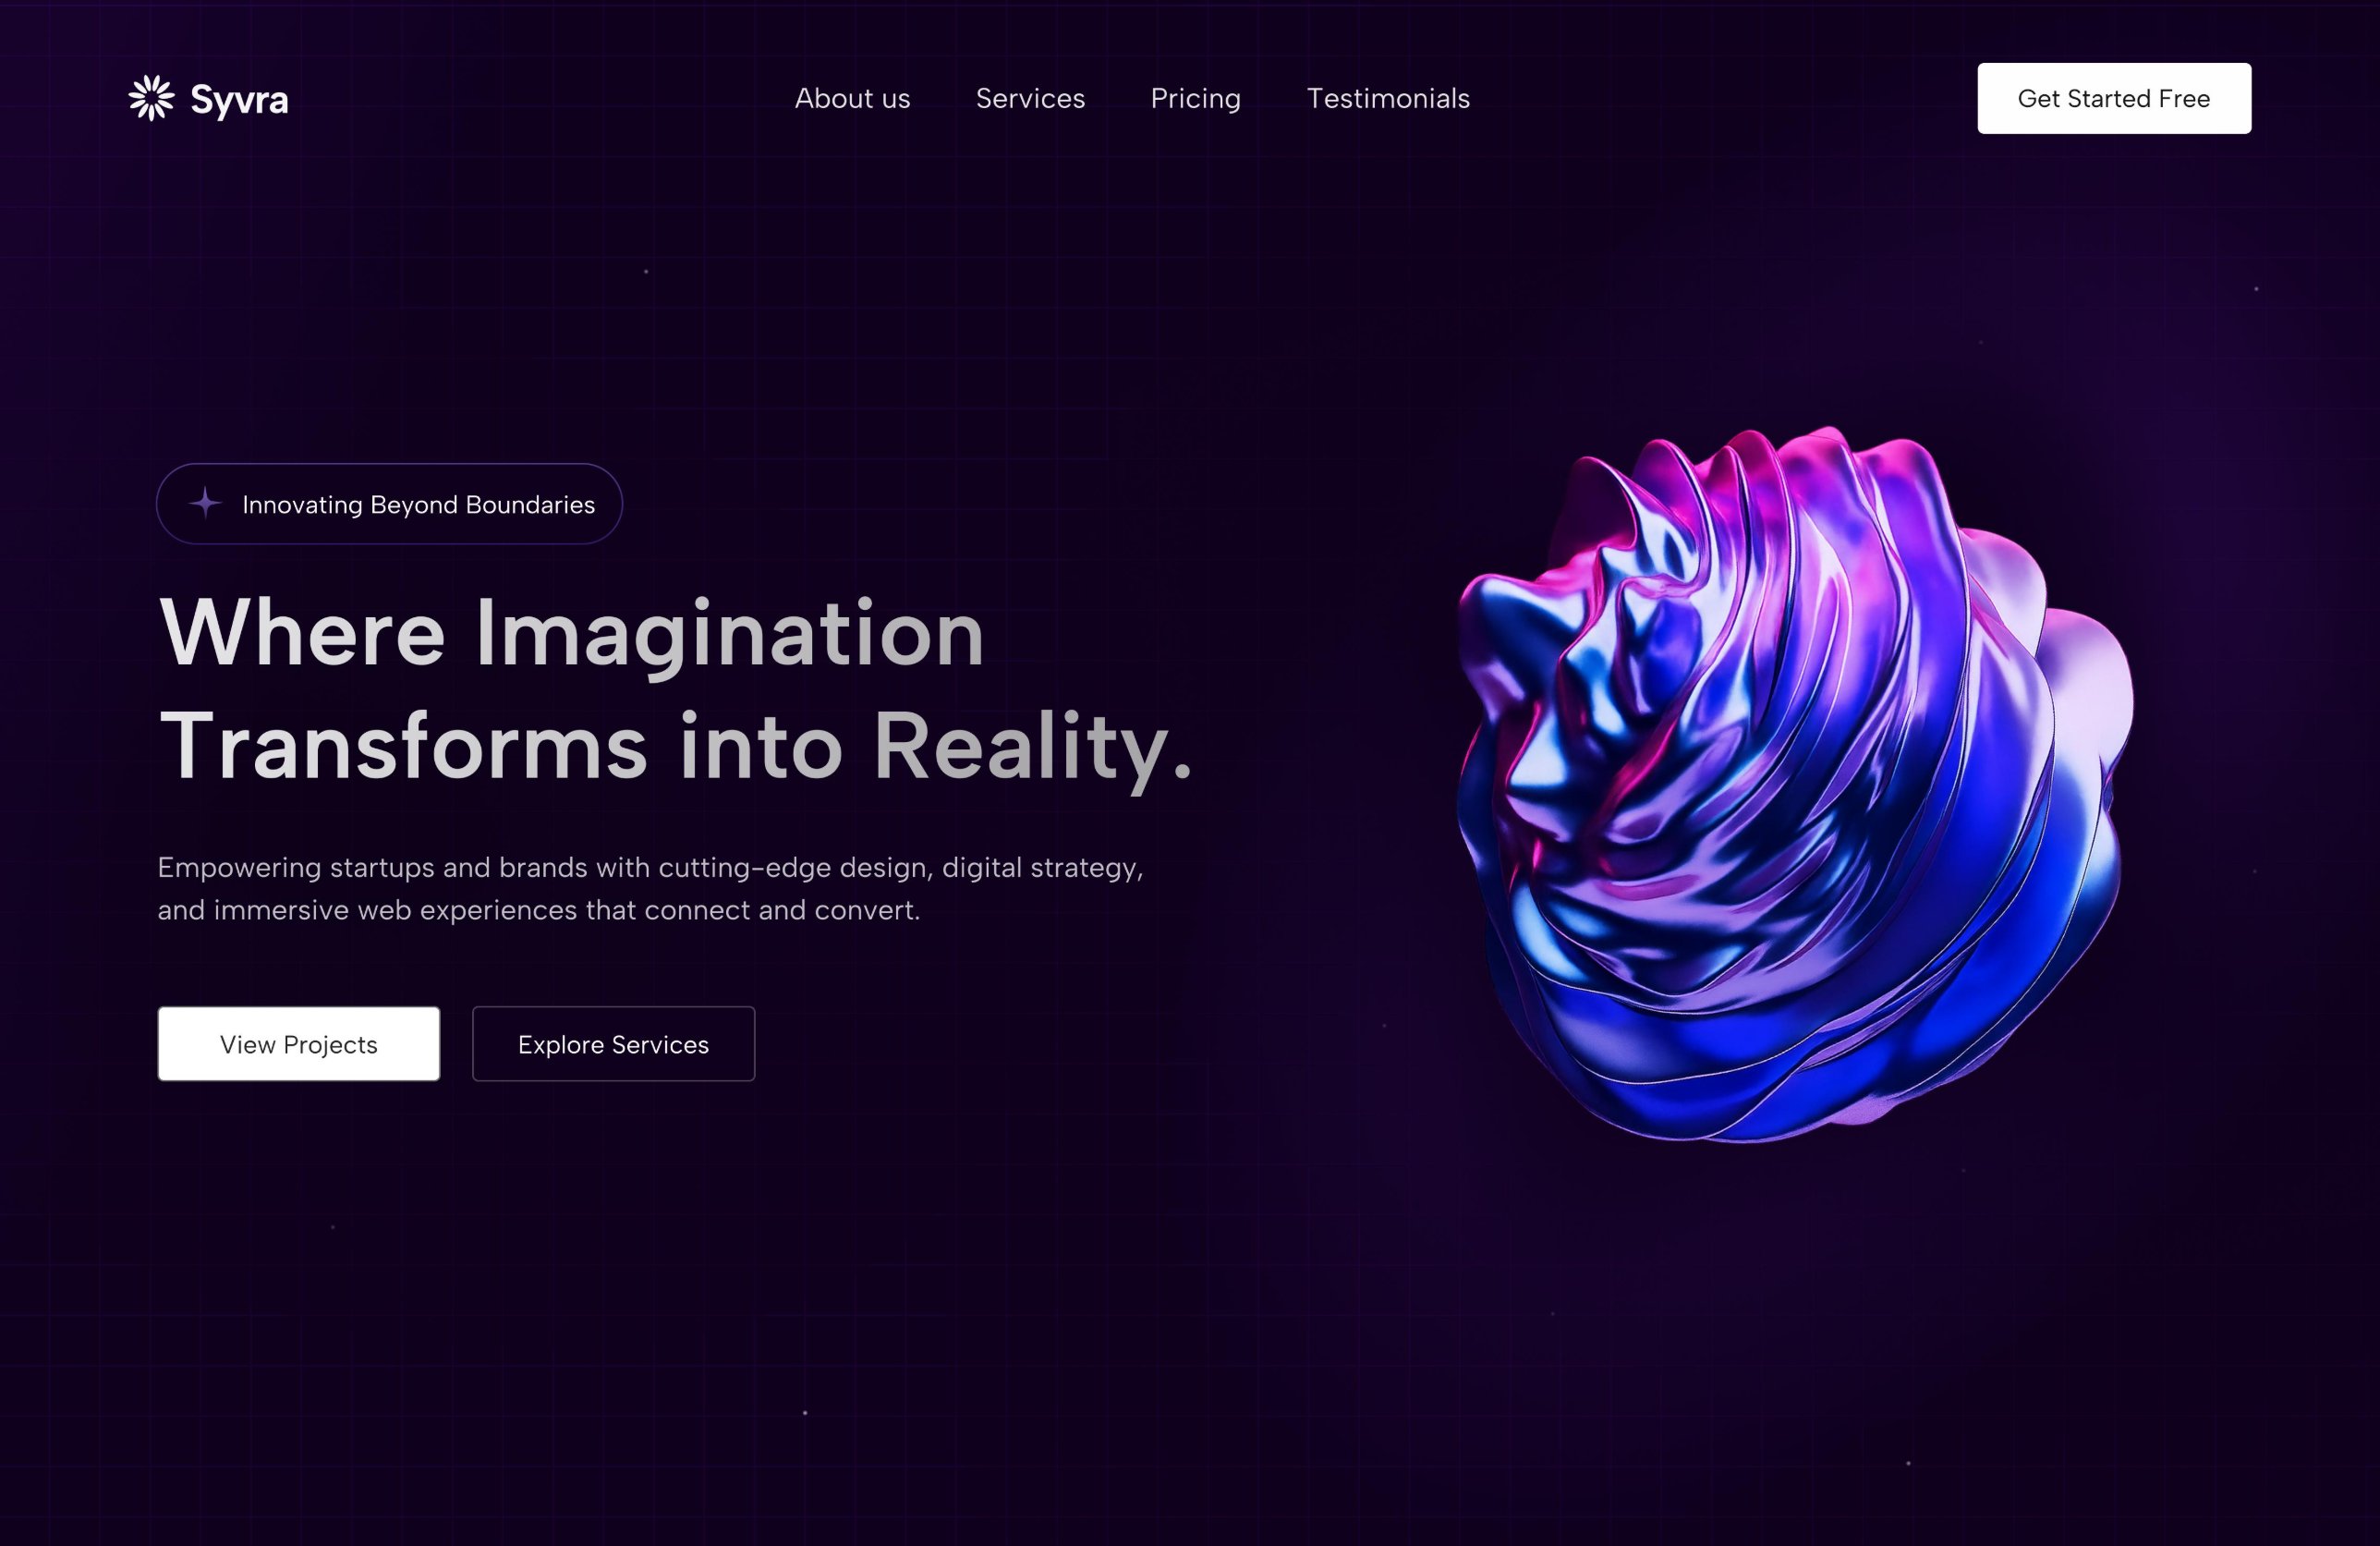 Syvra
About us
Services
Pricing
Testimonials
Get Started Free
Innovating Beyond Boundaries
Where Imagination
Transforms into Reality.
Empowering startups and brands with cutting-edge design, digital strategy,
and immersive web experiences that connect and convert.
View Projects
Explore Services